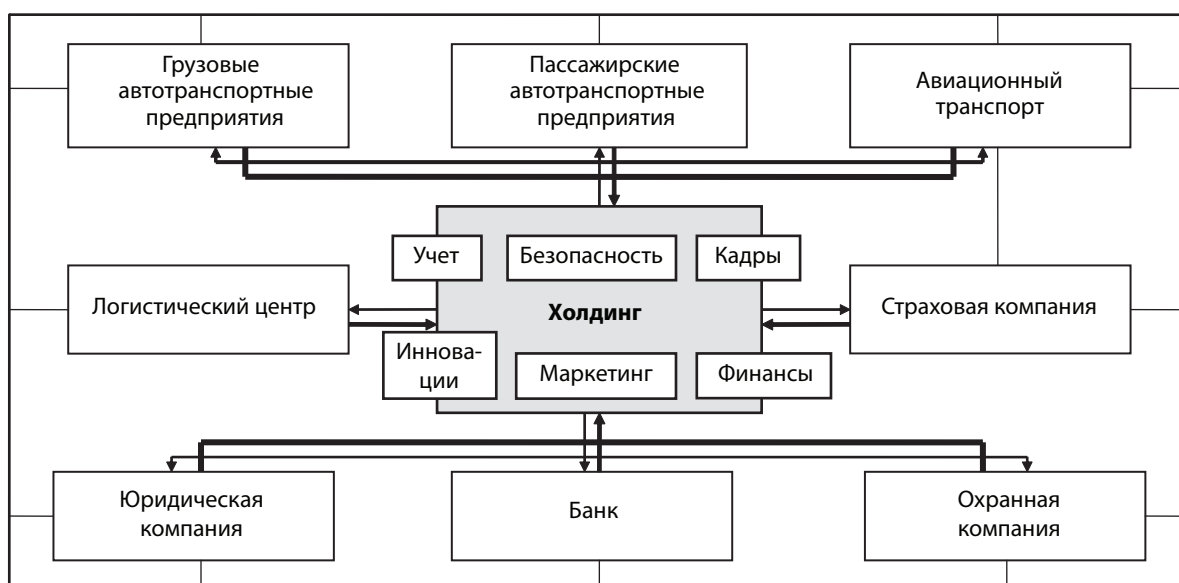 Грузовые
автотранспортные
предприятия
Пассажирские
автотранспортные
предприятия
Авиационный
транспорт
Учет
Безопасность
Кадры
Логистический центр
Холдинг
Страховая компания
Иннова-
ции
Маркетинг
Финансы
Юридическая
компания
Банк
Охранная
компания